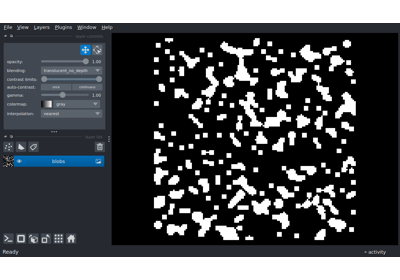 File View Layers Plugins Window Help
opacity: 1.00
blending: translucent_no_depth
contrast limits:
auto-contrast: once continuous
gamma: 1.00
colormap: gray
interpolation: nearest
blobs
Ready activity